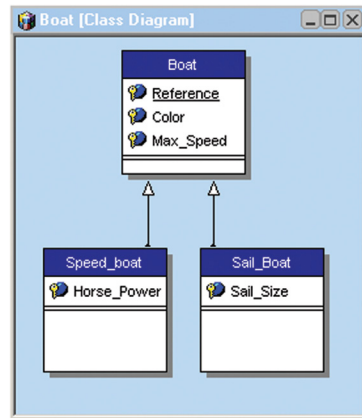 Boat [Class Diagram]
Boat
Reference
Color
Max_Speed
Speed_boat
Horse_Power
Sail_Boat
Sail_Size